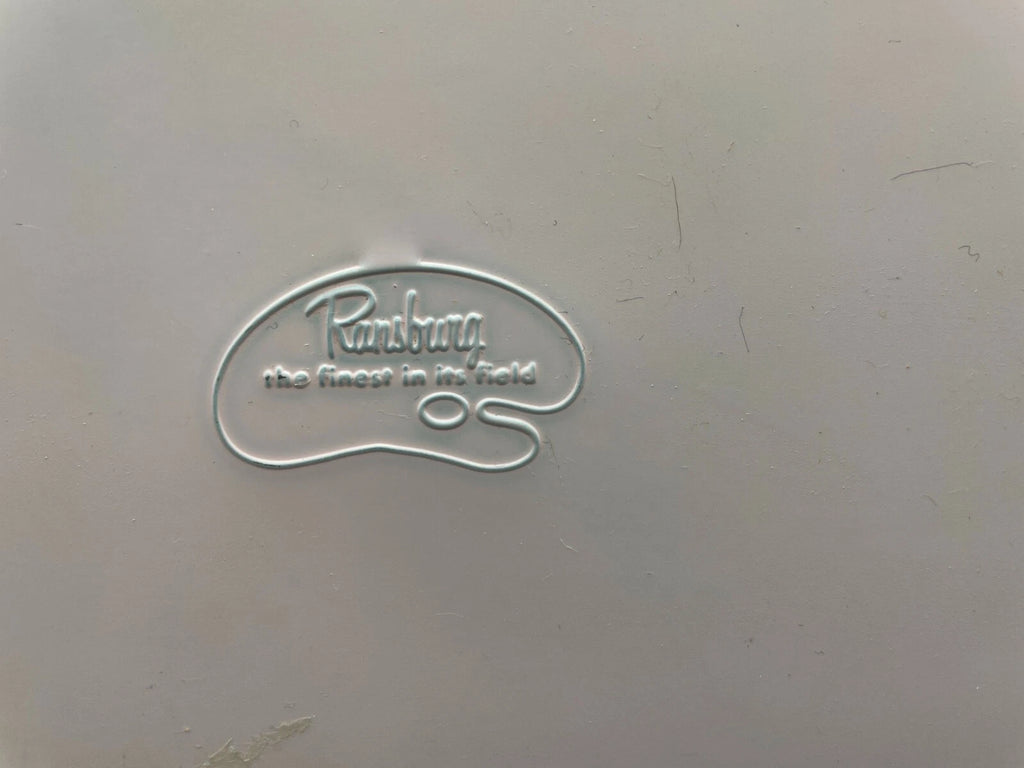 Ransburg
the finest in its field